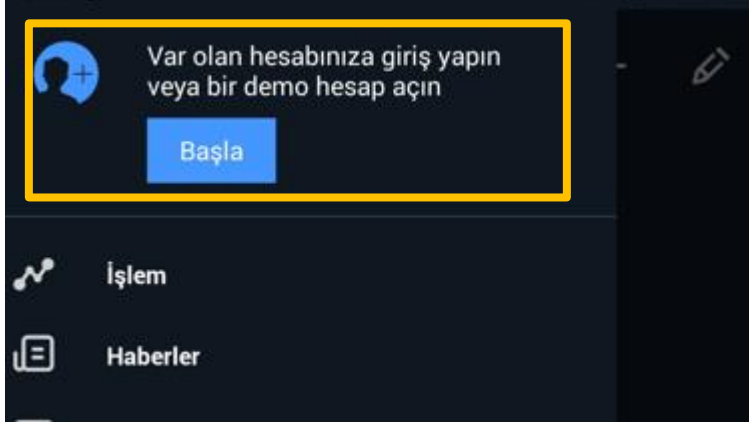 Var olan hesabınıza giriş yapın
veya bir demo hesap açın
Başla
İşlem
Haberler